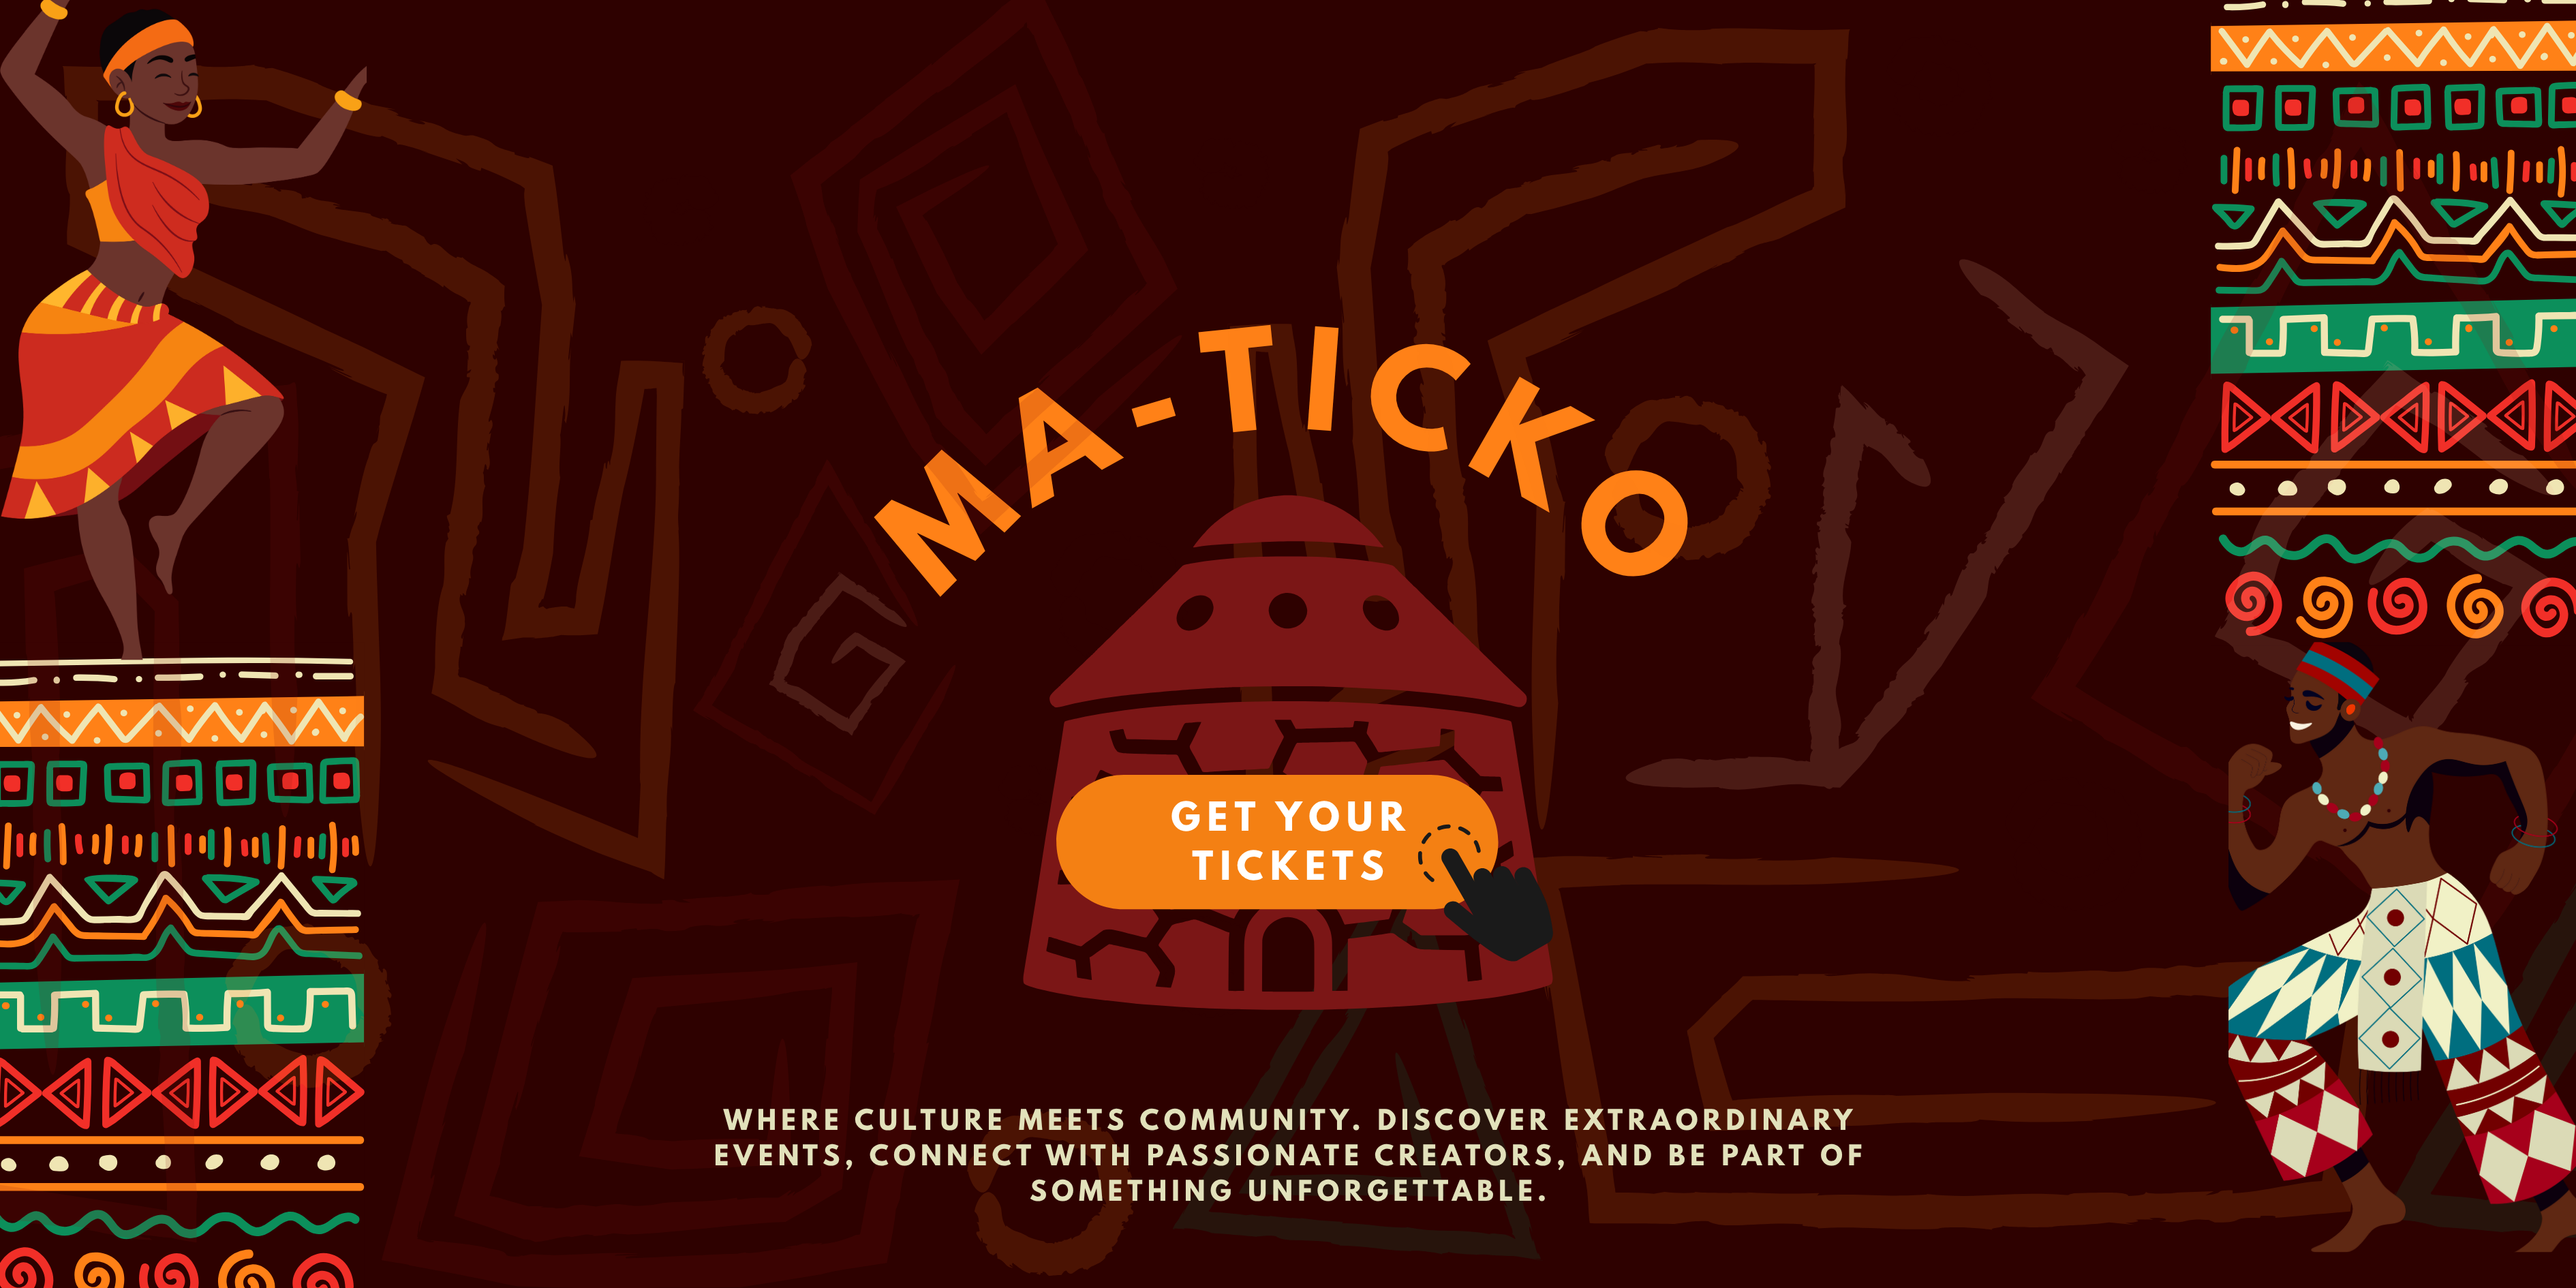 MA-TICKO
GET YOUR
TICKETS
WHERE CULTURE MEETS COMMUNITY. DISCOVER EXTRAORDINARY
EVENTS, CONNECT WITH PASSIONATE CREATORS, AND BE PART OF
SOMETHING UNFORGETTABLE.